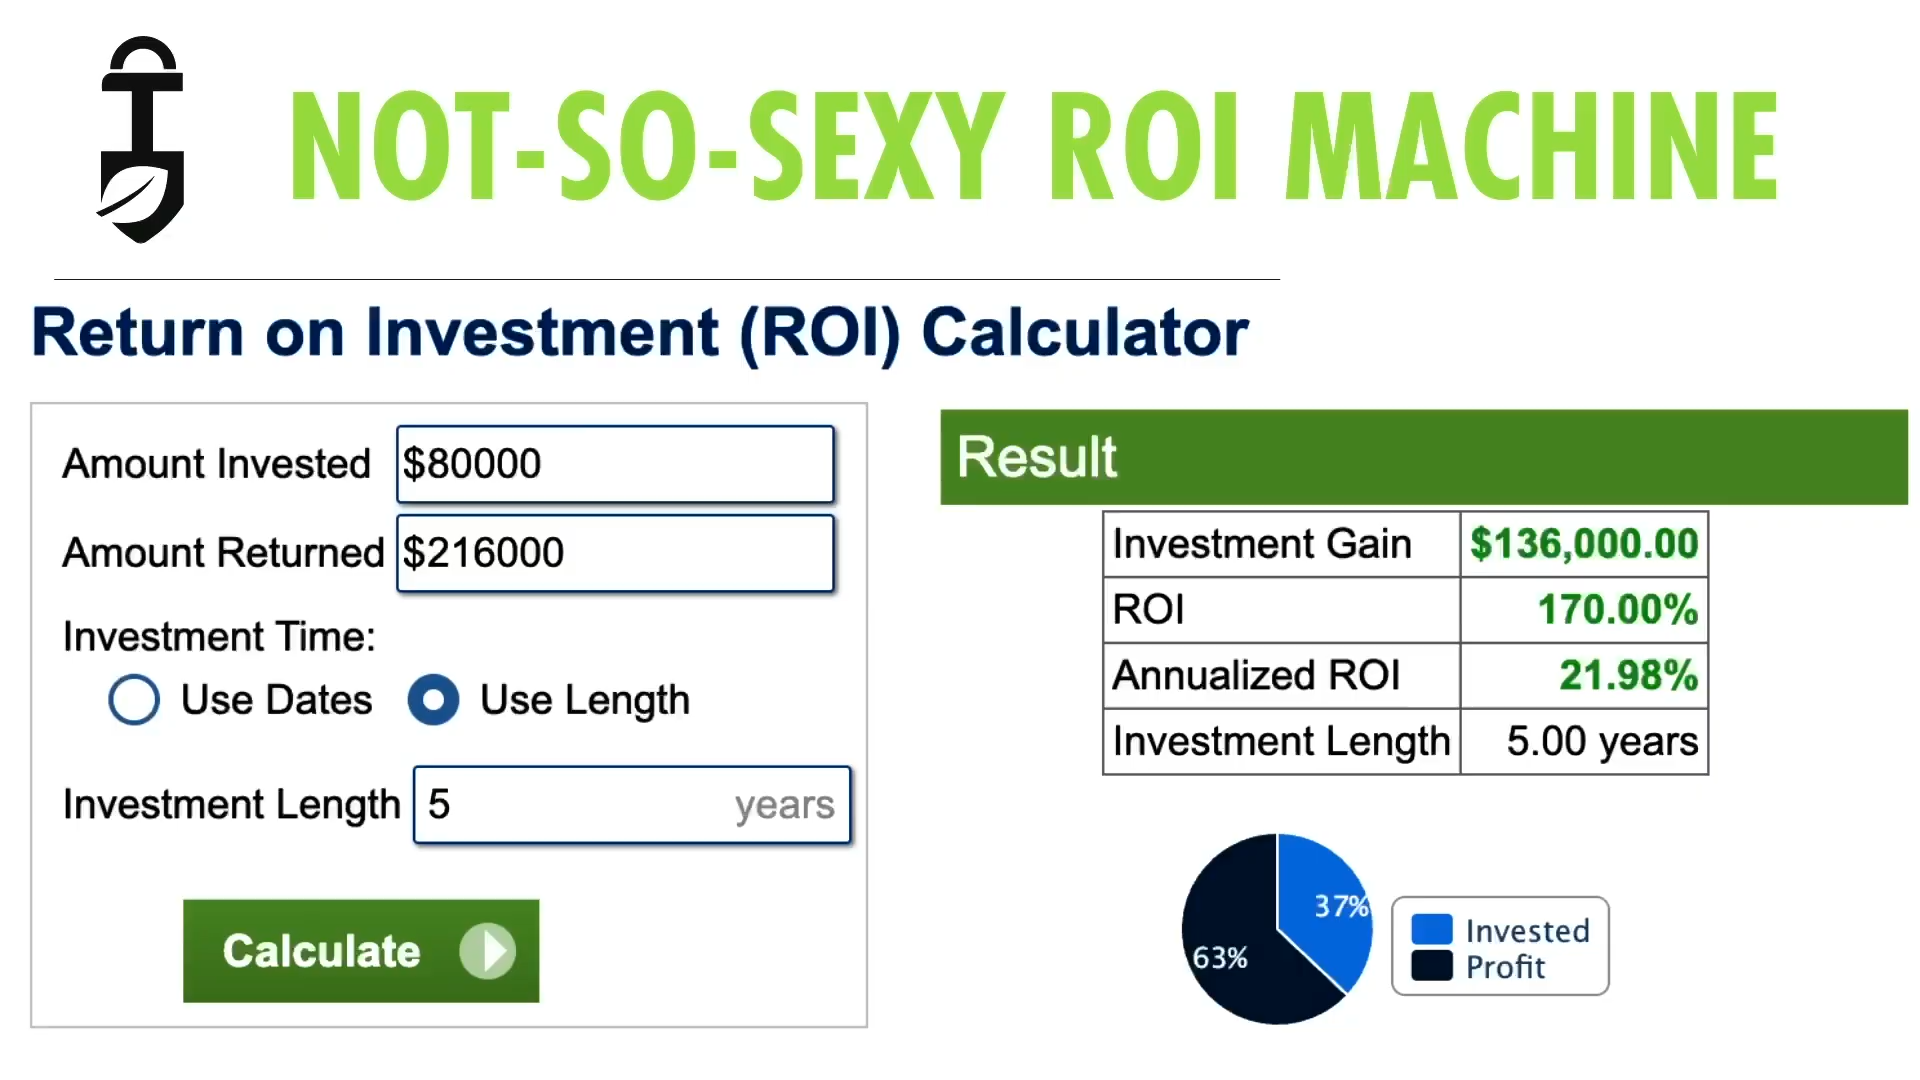 NOT-SO-SEXY ROI MACHINE
Return on Investment (ROI) Calculator
Amount Invested $80000
Amount Returned $216000
Investment Time:
Use Dates Use Length
Investment Length 5 years
Calculate
Result
Investment Gain $136,000.00
ROI 170.00%
Annualized ROI 21.98%
Investment Length 5.00 years
37%
63%
Invested
Profit